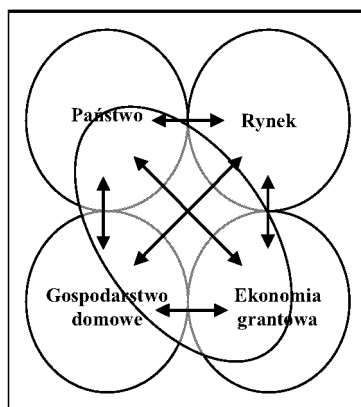 Państwo
Rynek
Gospodarstwo
domowe
Ekonomia
grantowa